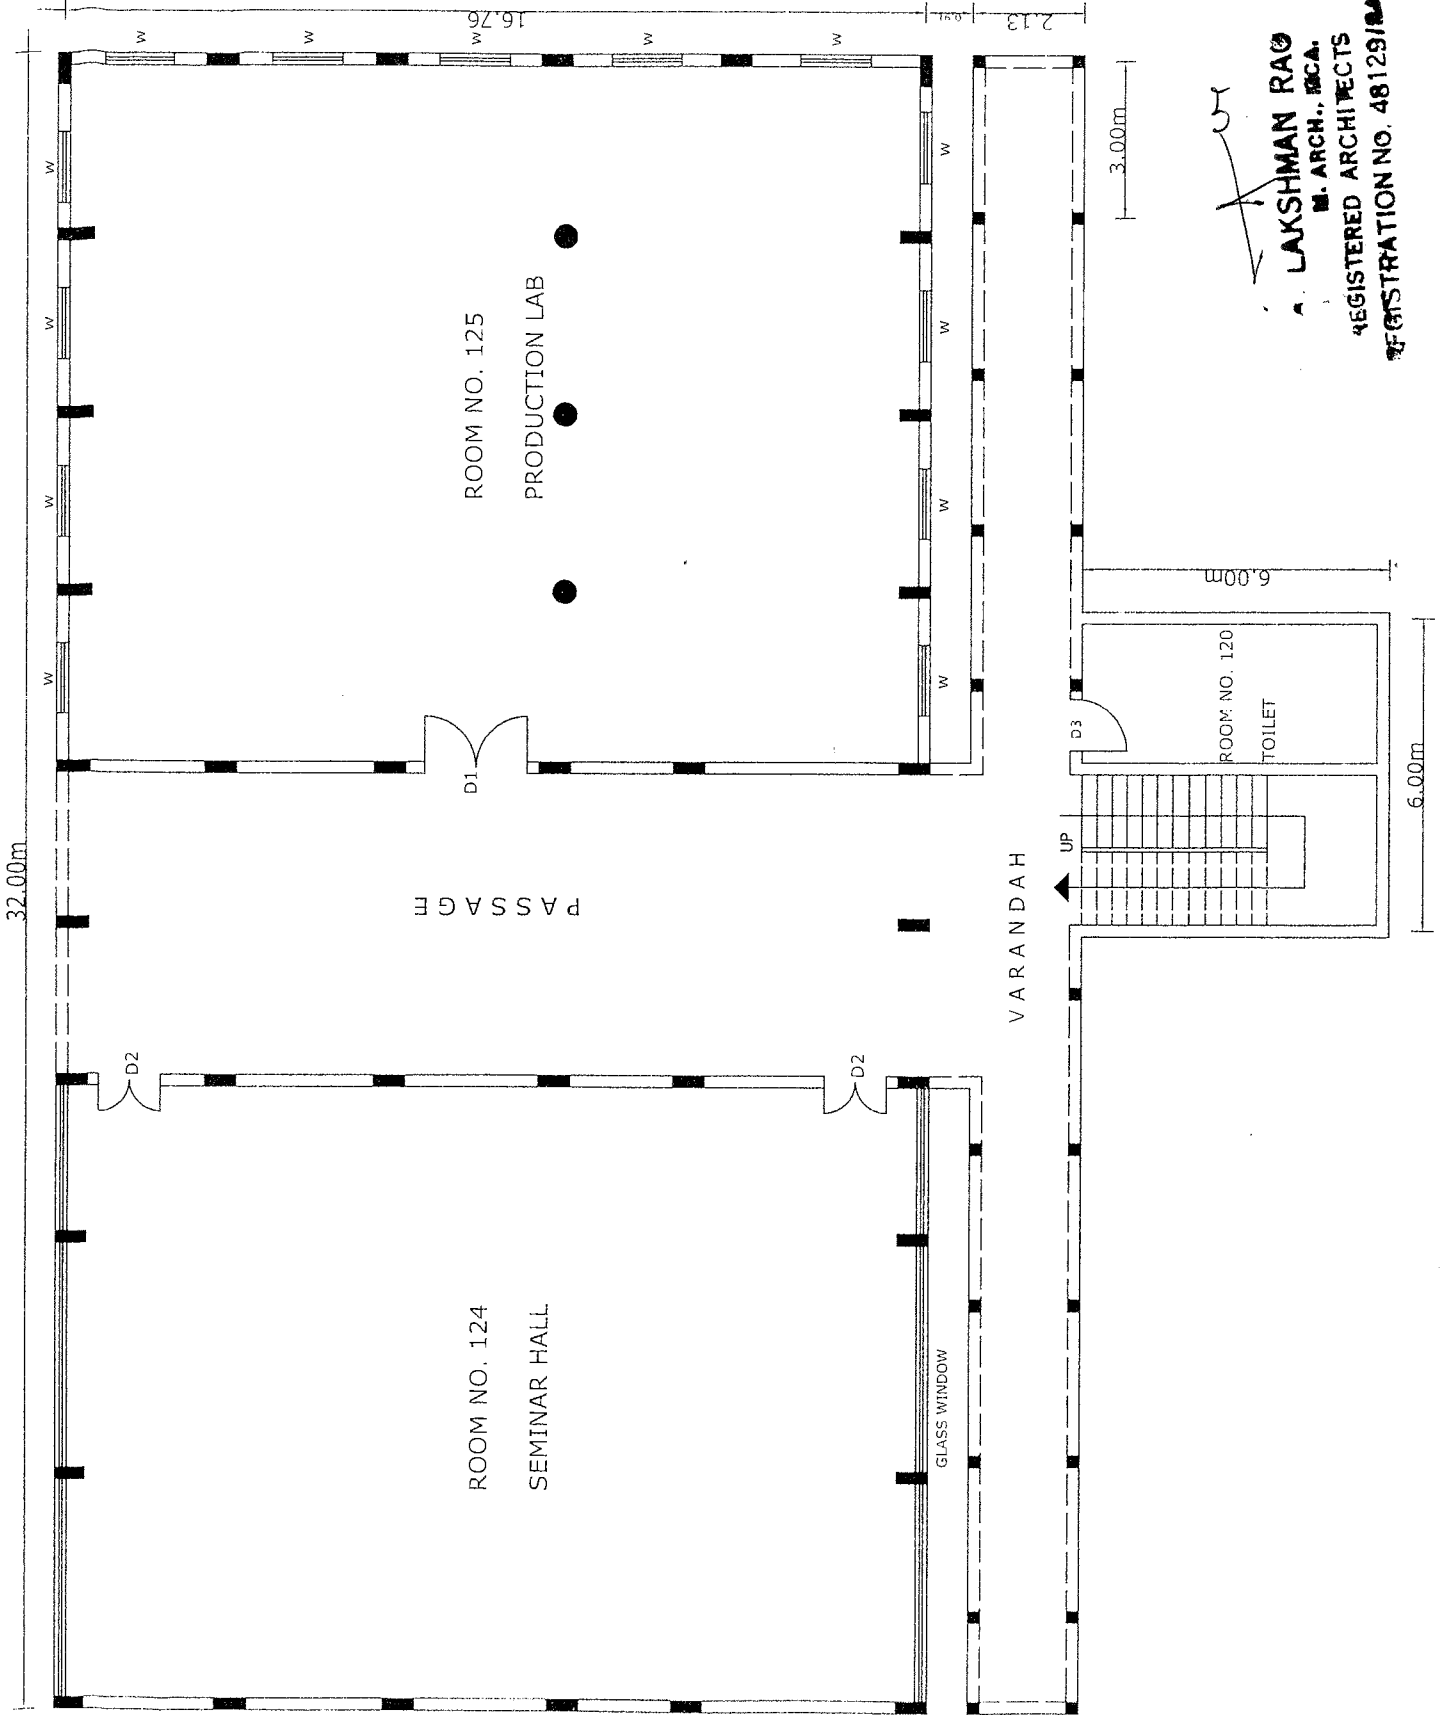 32.00m
16.76
2.13
W
W
W
W
W
W
W
W
W
W
W
W
W
ROOM NO. 125
PRODUCTION LAB
D1
PASSAGE
D2
D2
ROOM NO. 124
SEMINAR HALL
GLASS WINDOW
VARANDAH
UP
D3
ROOM NO. 120
TOILET
3.00m
6.00m
6.00m
LAKSHMAN RAO
M. ARCH.,
REGISTERED ARCHITECTS
REGISTRATION NO.